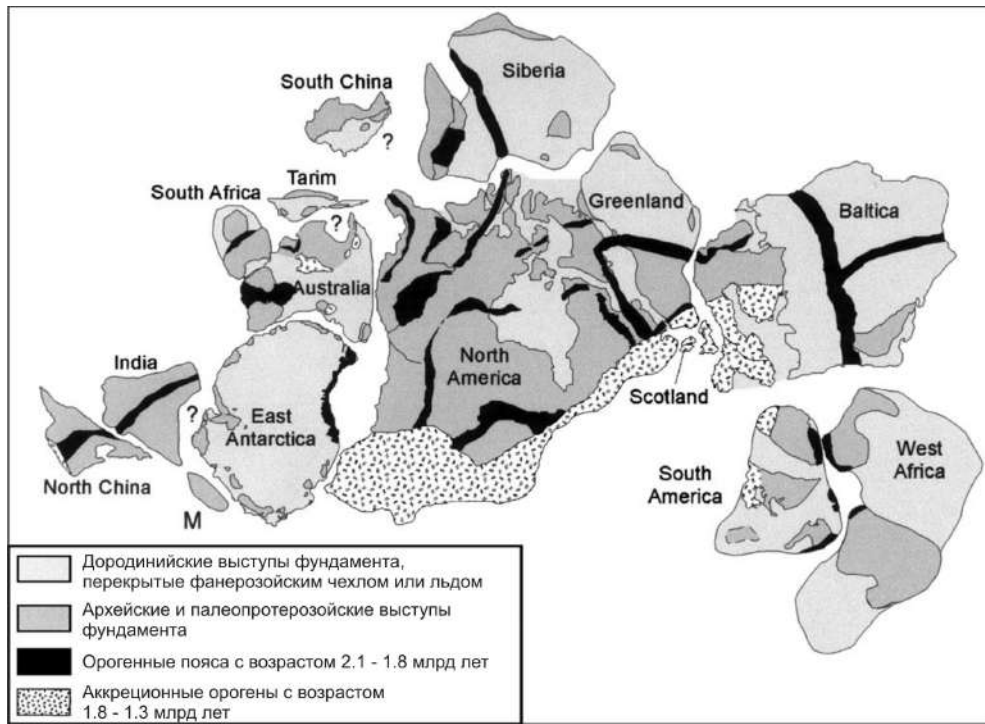 Siberia
South China
?
South Africa
Tarim
?
Greenland
Baltica
Australia
India
North
America
?
East
Antarctica
Scotland
North China
M
South
America
West
Africa
Дородинийские выступы фундамента,
перекрытые фанерозойским чехлом или льдом
Архейские и палеопротерозойские выступы
фундамента
Орогенные пояса с возрастом 2.1 - 1.8 млрд лет
Аккреционные орогены с возрастом
1.8 - 1.3 млрд лет